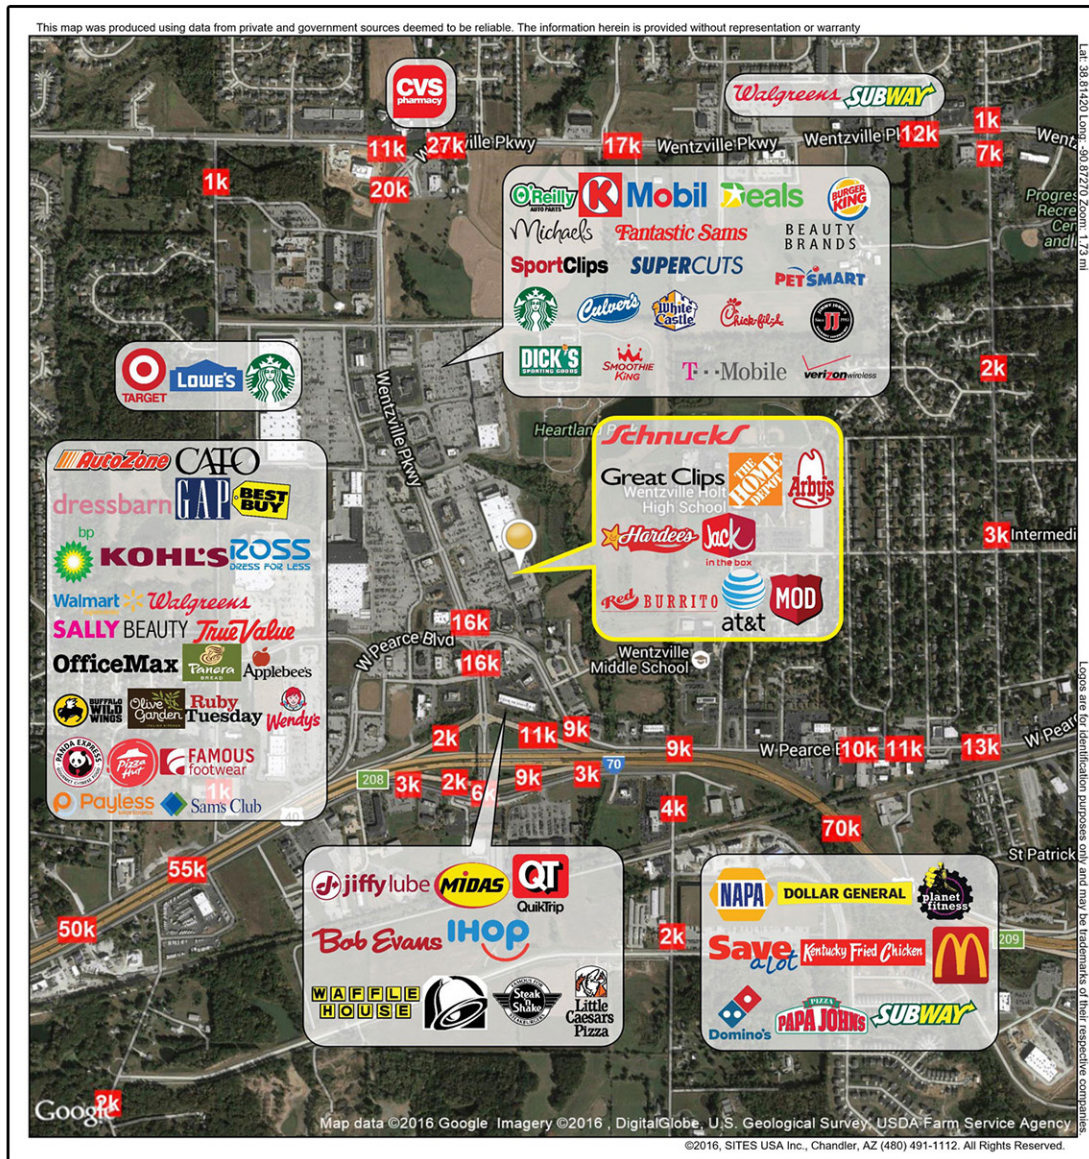 This map was produced using data from private and government sources deemed to be reliable. The information herein is provided without representation or warranty
Lat: 38.81420 Long: -90.87271 Zoom: 1.73 mi
CVS
pharmacy
Walgreens SUBWAY
11k 27k Wentzville Pkwy 17k Wentzville Pkwy 12k 1k
7k
1k 20k
O'Reilly AUTO PARTS K Mobil Deals BURGER KING
Michaels Fantastic Sams BEAUTY BRANDS
SportClips SUPERCUTS PETSMART
Culver's White Castle Chick-fil-A JIMMY JOHN'S JJ
DICK'S SPORTING GOODS SMOOTHIE KING T-Mobile verizonwireless
TARGET LOWE'S
Wentzville Pkwy
2k
AutoZone CATO
dressbarn GAP BEST BUY
bp KOHL'S ROSS DRESS FOR LESS
Walmart Walgreens
SALLY BEAUTY True Value
OfficeMax Panera BREAD Applebee's
BUFFALO WILD WINGS Olive Garden Ruby Tuesday Wendy's
PANDA EXPRESS Pizza Hut FAMOUS footwear
Payless Sam's Club
1k
Schnucks
Great Clips THE HOME DEPOT Arby's
Wentzville Holt
High School
Hardee's Jack in the box
Red BURRITO at&t MOD
3k Intermedi
16k
W Pearce Blvd
16k
Wentzville
Middle School
2k 11k 9k 9k W Pearce 10k 11k 13k W Pearce
208 3k 2k 6k 9k 3k 70
4k
70k
St Patrick
55k
50k
2k
209
jiffy lube MIDAS QT QuikTrip
Bob Evans IHOP
WAFFLE HOUSE Steak 'n Shake Little Caesars Pizza
NAPA DOLLAR GENERAL planet fitness
Save a lot Kentucky Fried Chicken
Domino's PIZZA PAPA JOHNS SUBWAY
2k
Google
Map data ©2016 Google Imagery ©2016 , DigitalGlobe, U.S. Geological Survey, USDA Farm Service Agency
Logos are for identification purposes only and may be trademarks of their respective companies.
©2016, SITES USA Inc., Chandler, AZ (480) 491-1112. All Rights Reserved.